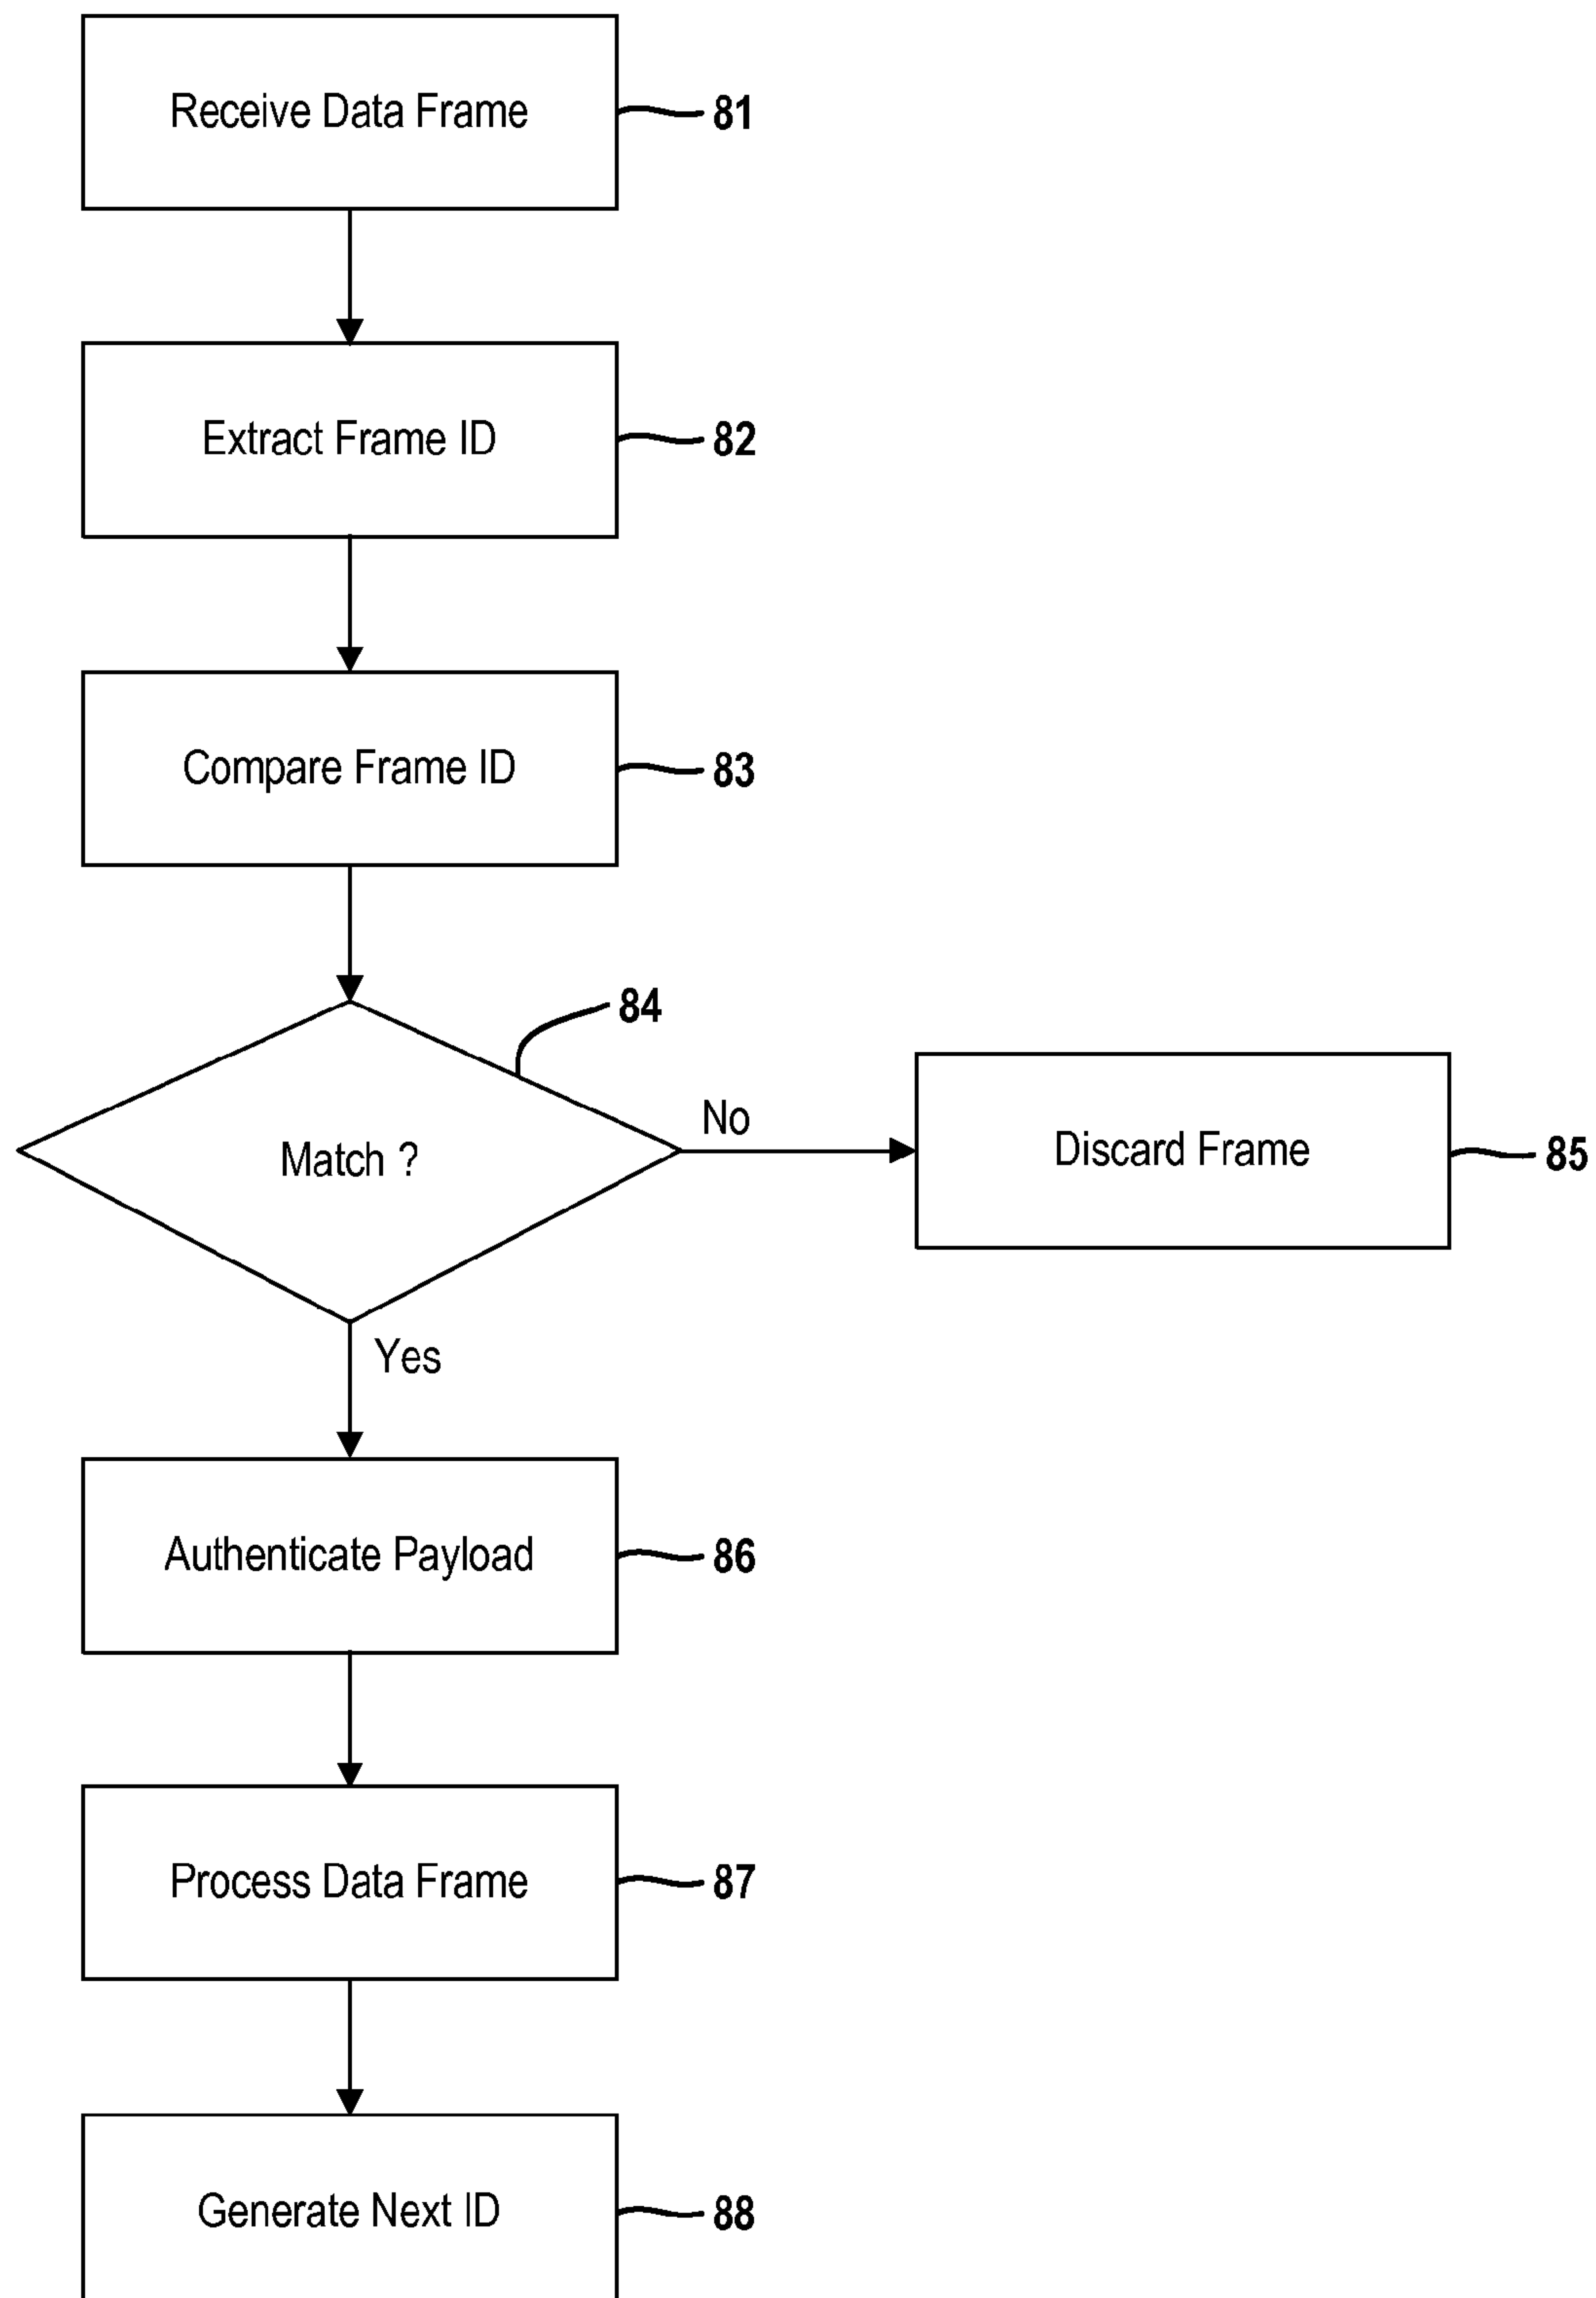 Receive Data Frame
81
Extract Frame ID
82
Compare Frame ID
83
84
Match ?
No
Discard Frame
85
Yes
Authenticate Payload
86
Process Data Frame
87
Generate Next ID
88